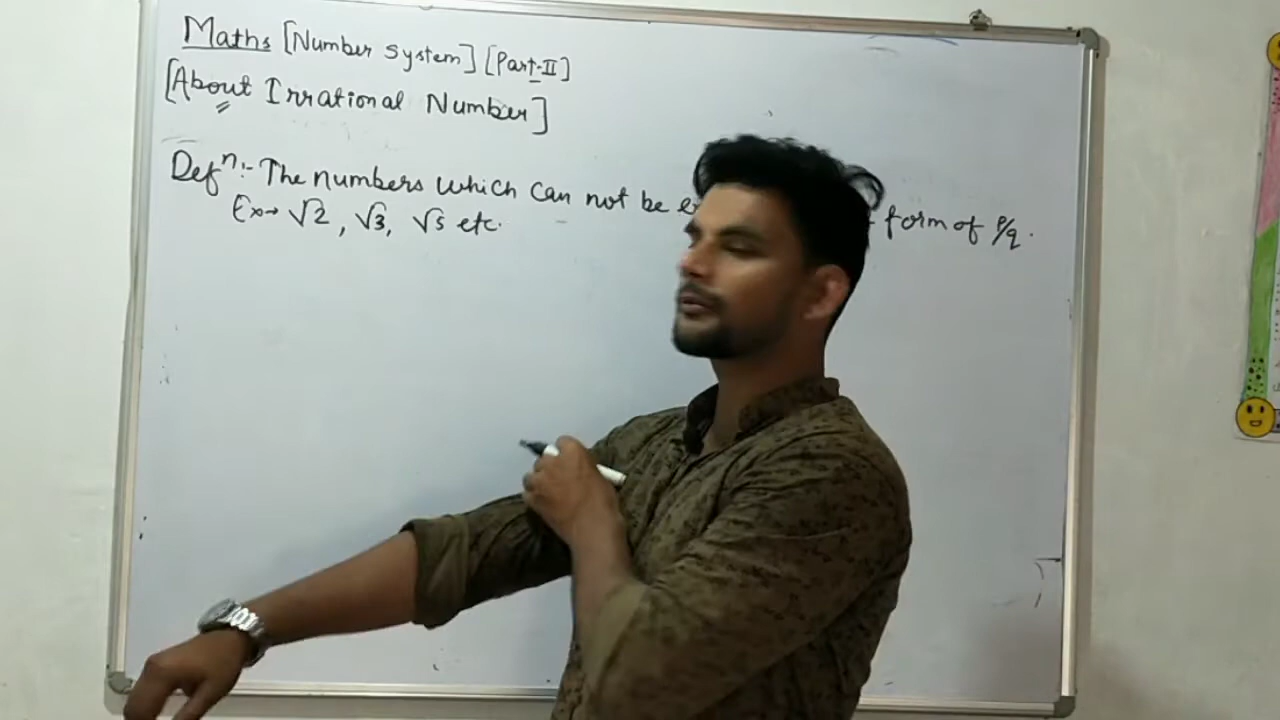 Maths [Number system] [Part-II]
[About Irrational Number]
Defⁿ:- The numbers which can not be form of P/q.
Ex→ √2, √3, √5 etc.